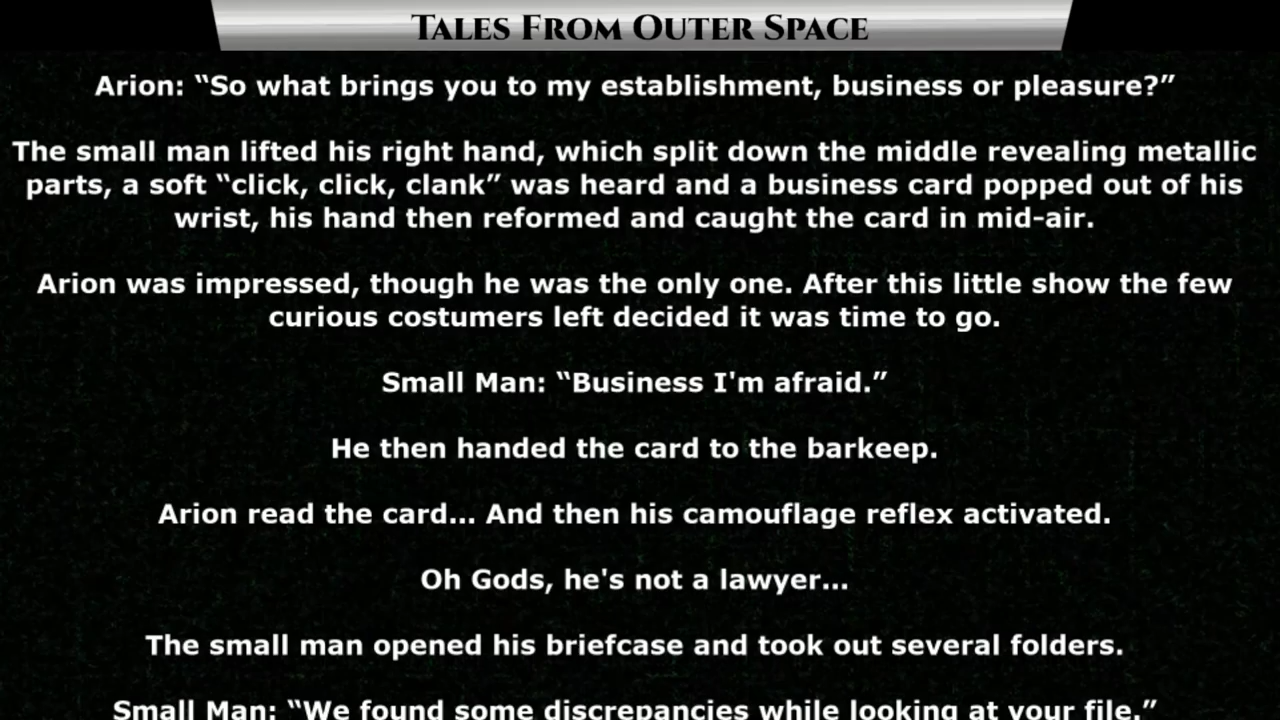 Tales From Outer Space
Arion: “So what brings you to my establishment, business or pleasure?”
The small man lifted his right hand, which split down the middle revealing metallic
parts, a soft “click, click, clank” was heard and a business card popped out of his
wrist, his hand then reformed and caught the card in mid-air.
Arion was impressed, though he was the only one. After this little show the few
curious costumers left decided it was time to go.
Small Man: “Business I'm afraid.”
He then handed the card to the barkeep.
Arion read the card... And then his camouflage reflex activated.
Oh Gods, he's not a lawyer...
The small man opened his briefcase and took out several folders.
Small Man: “We found some discrepancies while looking at your file.”